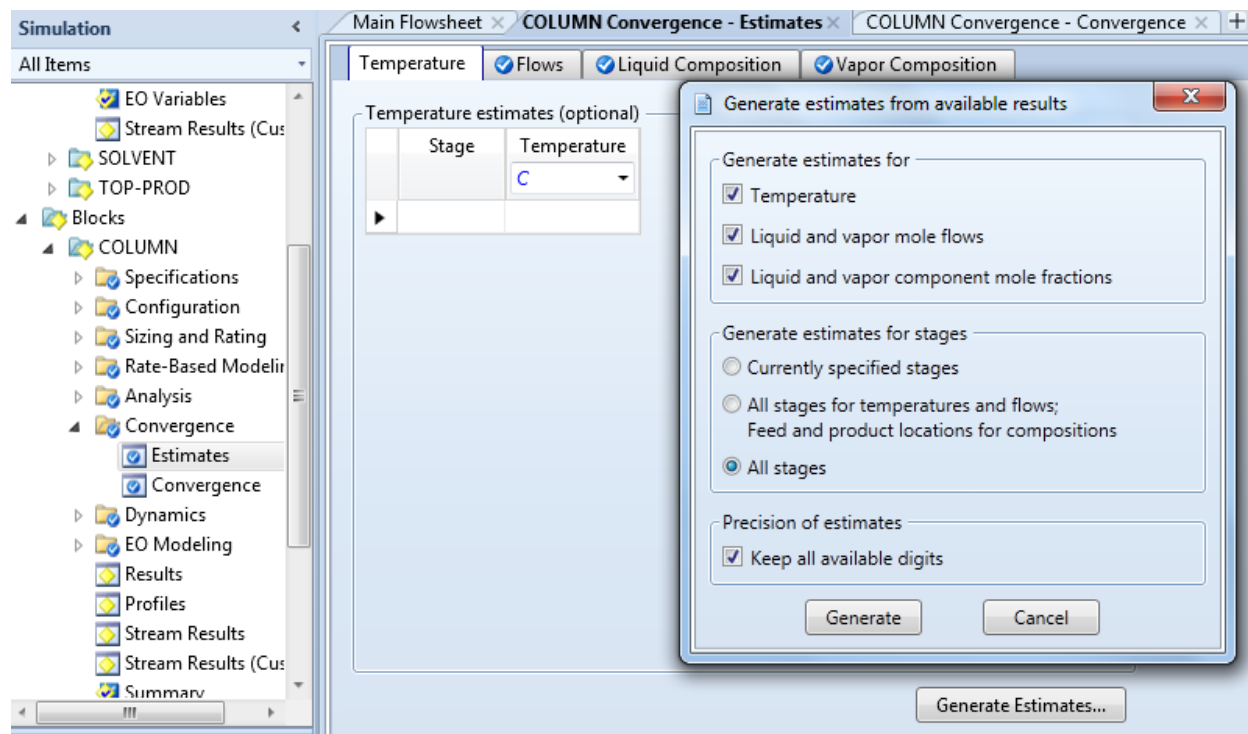 Simulation
All Items
EO Variables
Stream Results (Cus
SOLVENT
TOP-PROD
Blocks
COLUMN
Specifications
Configuration
Sizing and Rating
Rate-Based Modelin
Analysis
Convergence
Estimates
Convergence
Dynamics
EO Modeling
Results
Profiles
Stream Results
Stream Results (Cus
Summary
Main Flowsheet
COLUMN Convergence - Estimates
COLUMN Convergence - Convergence
Temperature
Flows
Liquid Composition
Vapor Composition
Temperature estimates (optional)
Stage
Temperature
C
Generate Estimates...
Generate estimates from available results
Generate estimates for
Temperature
Liquid and vapor mole flows
Liquid and vapor component mole fractions
Generate estimates for stages
Currently specified stages
All stages for temperatures and flows;
Feed and product locations for compositions
All stages
Precision of estimates
Keep all available digits
Generate
Cancel